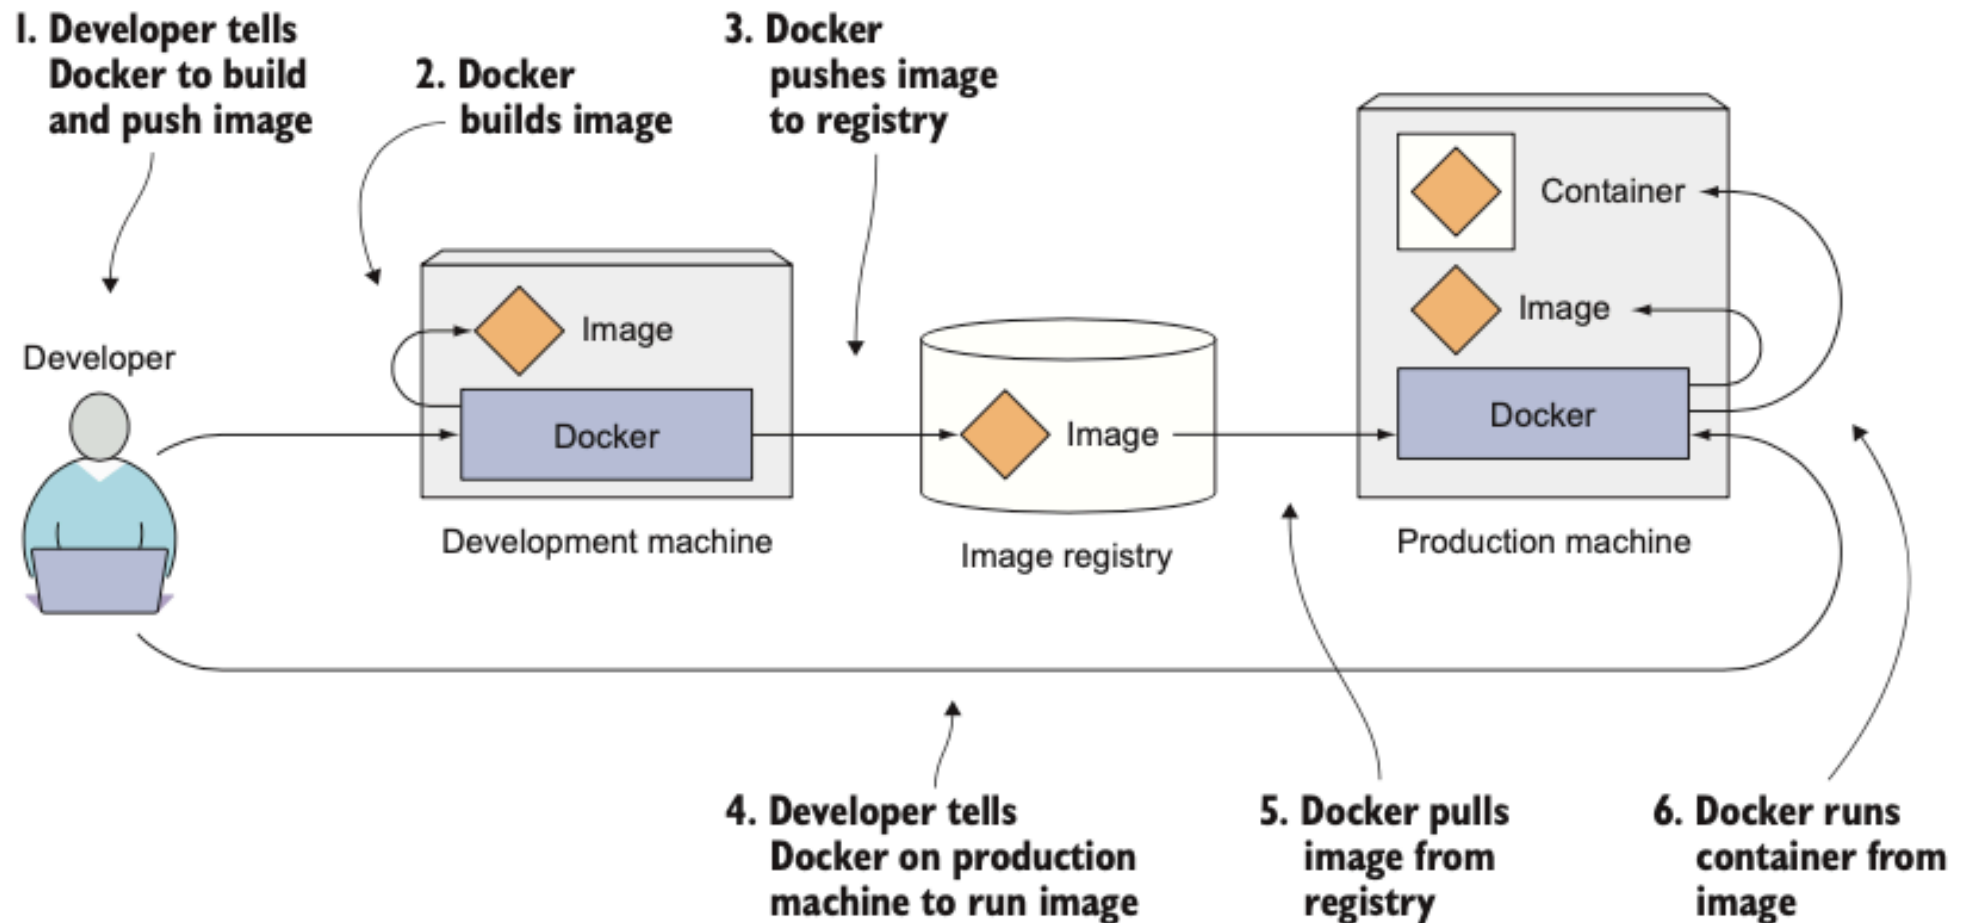 1. Developer tells
Docker to build
and push image
2. Docker
builds image
3. Docker
pushes image
to registry
Developer
Image
Docker
Development machine
Image
Image registry
Container
Image
Docker
Production machine
4. Developer tells
Docker on production
machine to run image
5. Docker pulls
image from
registry
6. Docker runs
container from
image